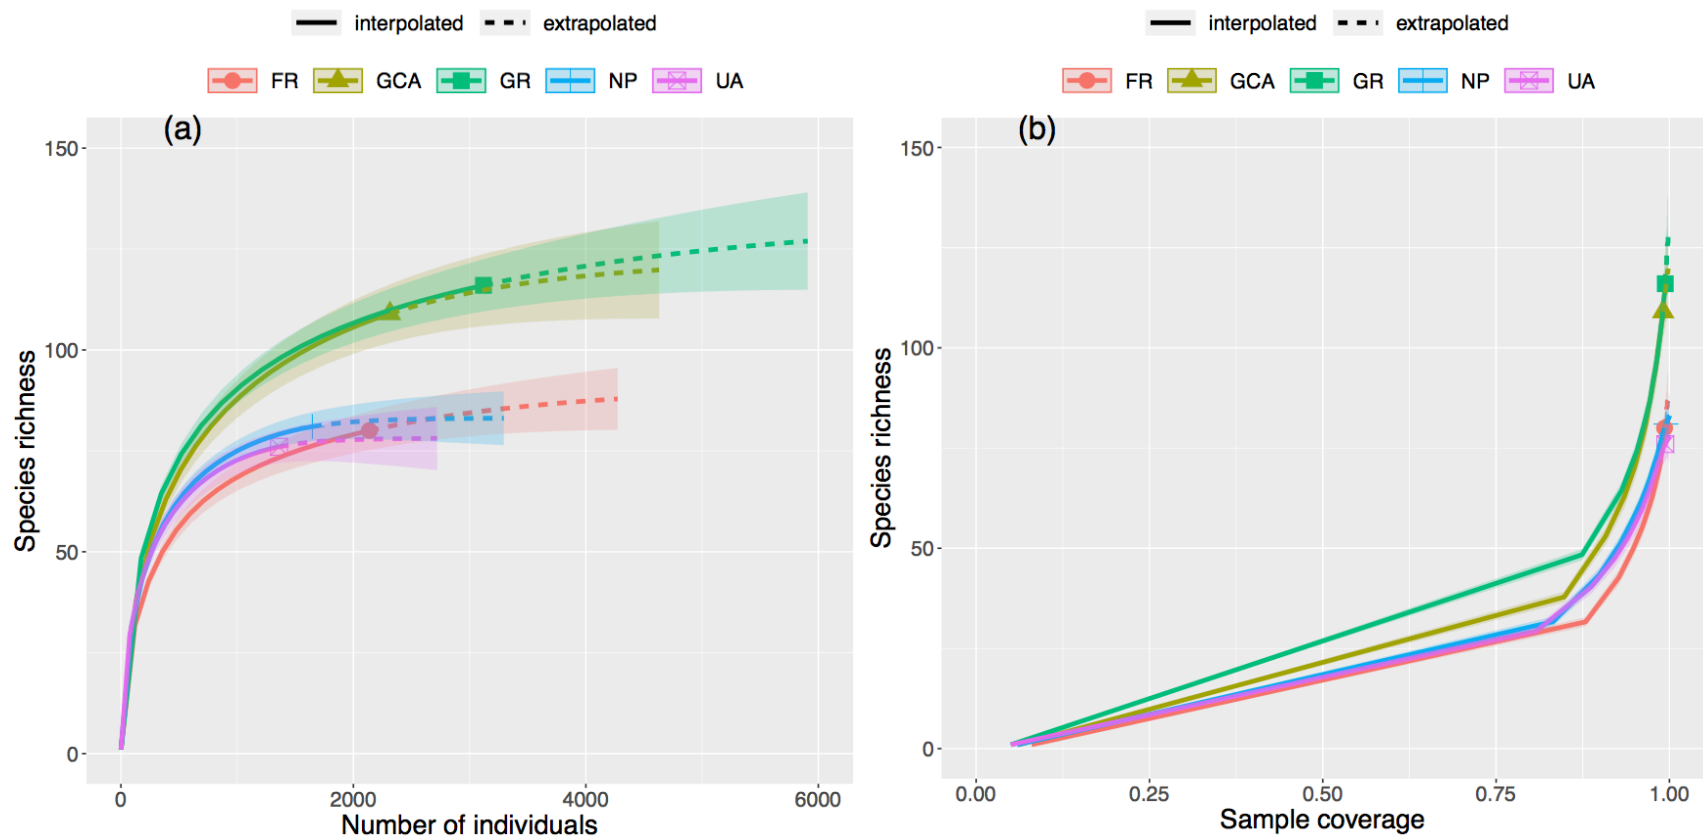 interpolated extrapolated
FR GCA GR NP UA
(a)
150
100
50
0
Species richness
0 2000 4000 6000
Number of individuals
interpolated extrapolated
FR GCA GR NP UA
(b)
150
100
50
0
Species richness
0.00 0.25 0.50 0.75 1.00
Sample coverage